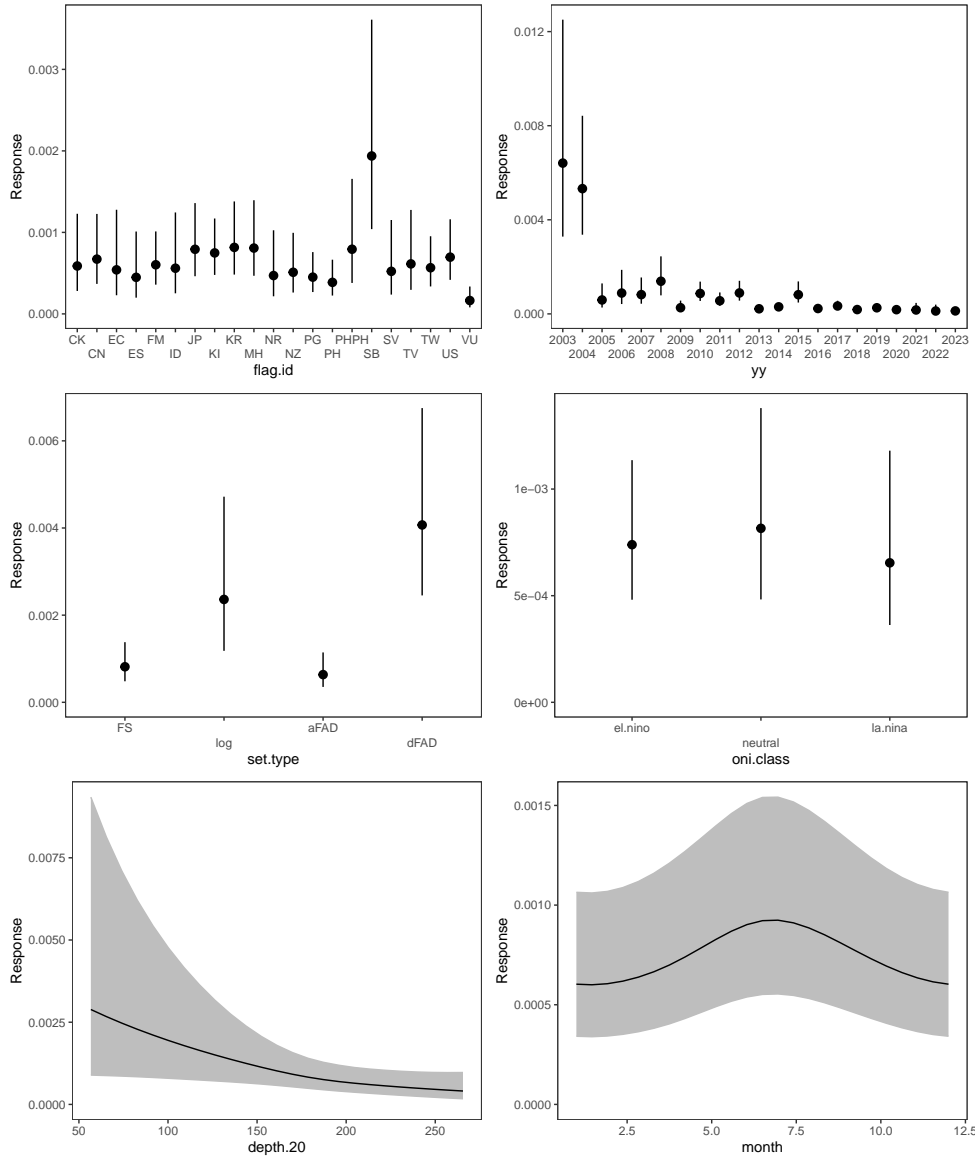 Response
0.003
0.002
0.001
0.000
CK EC FM JP KR NR PG PHPH SV TW VU
CN ES ID KI MH NZ PH SB TV US
flag.id
Response
0.012
0.008
0.004
0.000
2003 2005 2007 2009 2011 2013 2015 2017 2019 2021 2023
2004 2006 2008 2010 2012 2014 2016 2018 2020 2022
yy
Response
0.006
0.004
0.002
0.000
FS aFAD
log dFAD
set.type
Response
1e−03
5e−04
0e+00
el.nino la.nina
neutral
oni.class
Response
0.0075
0.0050
0.0025
0.0000
50 100 150 200 250
depth.20
Response
0.0015
0.0010
0.0005
0.0000
2.5 5.0 7.5 10.0 12.5
month